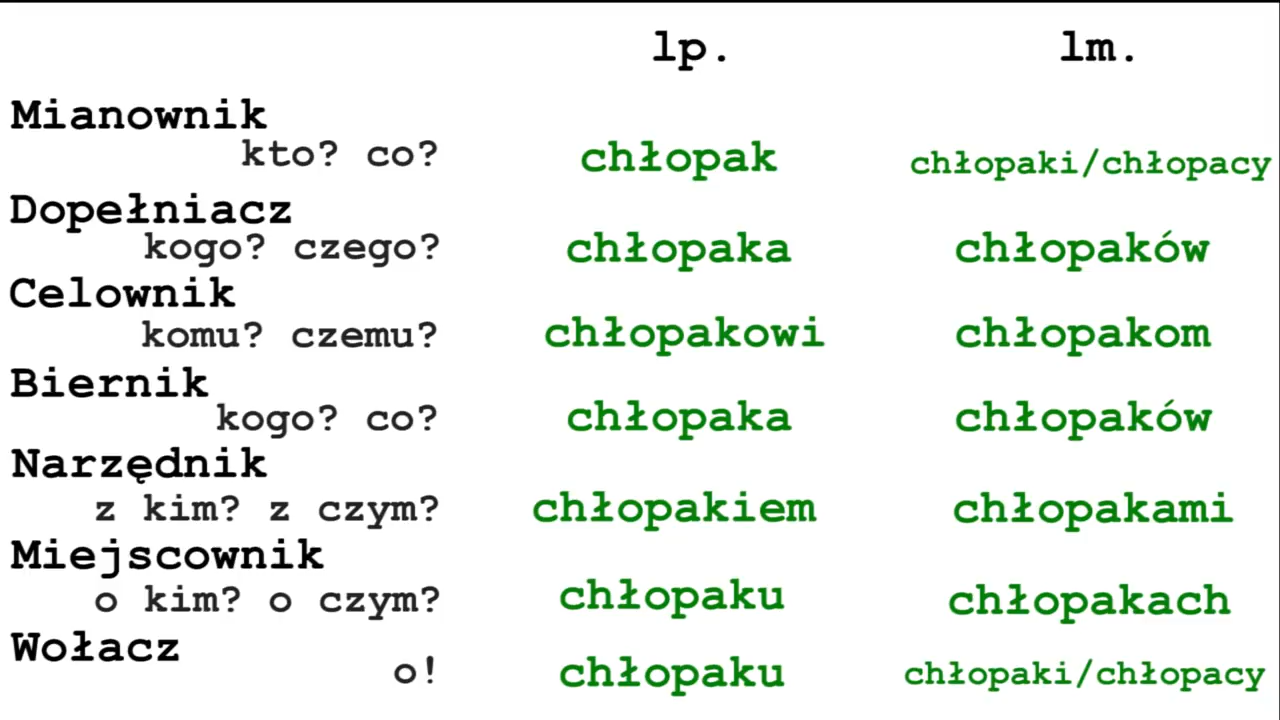 lp. lm.
Mianownik
kto? co? chłopak chłopaki/chłopacy
Dopełniacz
kogo? czego? chłopaka chłopaków
Celownik
komu? czemu? chłopakowi chłopakom
Biernik
kogo? co? chłopaka chłopaków
Narzędnik
z kim? z czym? chłopakiem chłopakami
Miejscownik
o kim? o czym? chłopaku chłopakach
Wołacz
o! chłopaku chłopaki/chłopacy